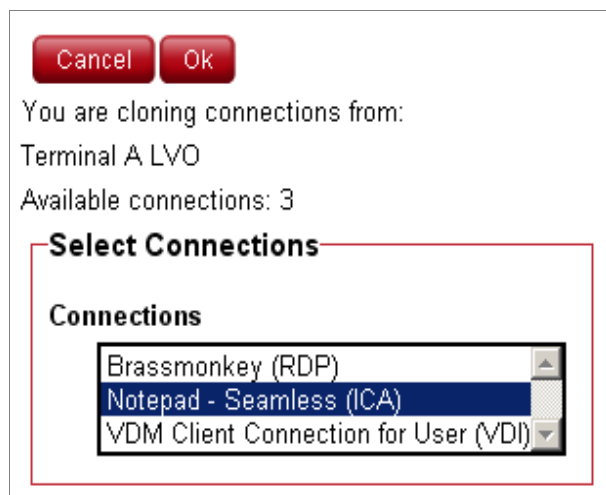 Cancel Ok
You are cloning connections from:
Terminal A LVO
Available connections: 3
Select Connections
Connections
Brassmonkey (RDP)
Notepad - Seamless (ICA)
VDM Client Connection for User (VDI)